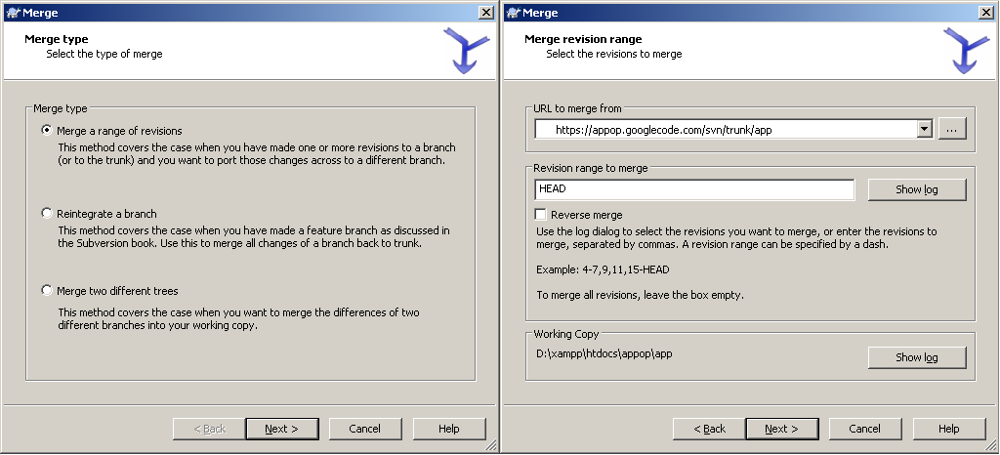 Merge
Merge type
Select the type of merge
Merge type
Merge a range of revisions
This method covers the case when you have made one or more revisions to a branch
(or to the trunk) and you want to port those changes across to a different branch.
Reintegrate a branch
This method covers the case when you have made a feature branch as discussed in
the Subversion book. Use this to merge all changes of a branch back to trunk.
Merge two different trees
This method covers the case when you want to merge the differences of two
different branches into your working copy.
< Back
Next >
Cancel
Help
Merge
Merge revision range
Select the revisions to merge
URL to merge from
https://appop.googlecode.com/svn/trunk/app
...
Revision range to merge
HEAD
Show log
Reverse merge
Use the log dialog to select the revisions you want to merge, or enter the revisions to
merge, separated by commas. A revision range can be specified by a dash.
Example: 4-7,9,11,15-HEAD
To merge all revisions, leave the box empty.
Working Copy
D:\xampp\htdocs\appop\app
Show log
< Back
Next >
Cancel
Help